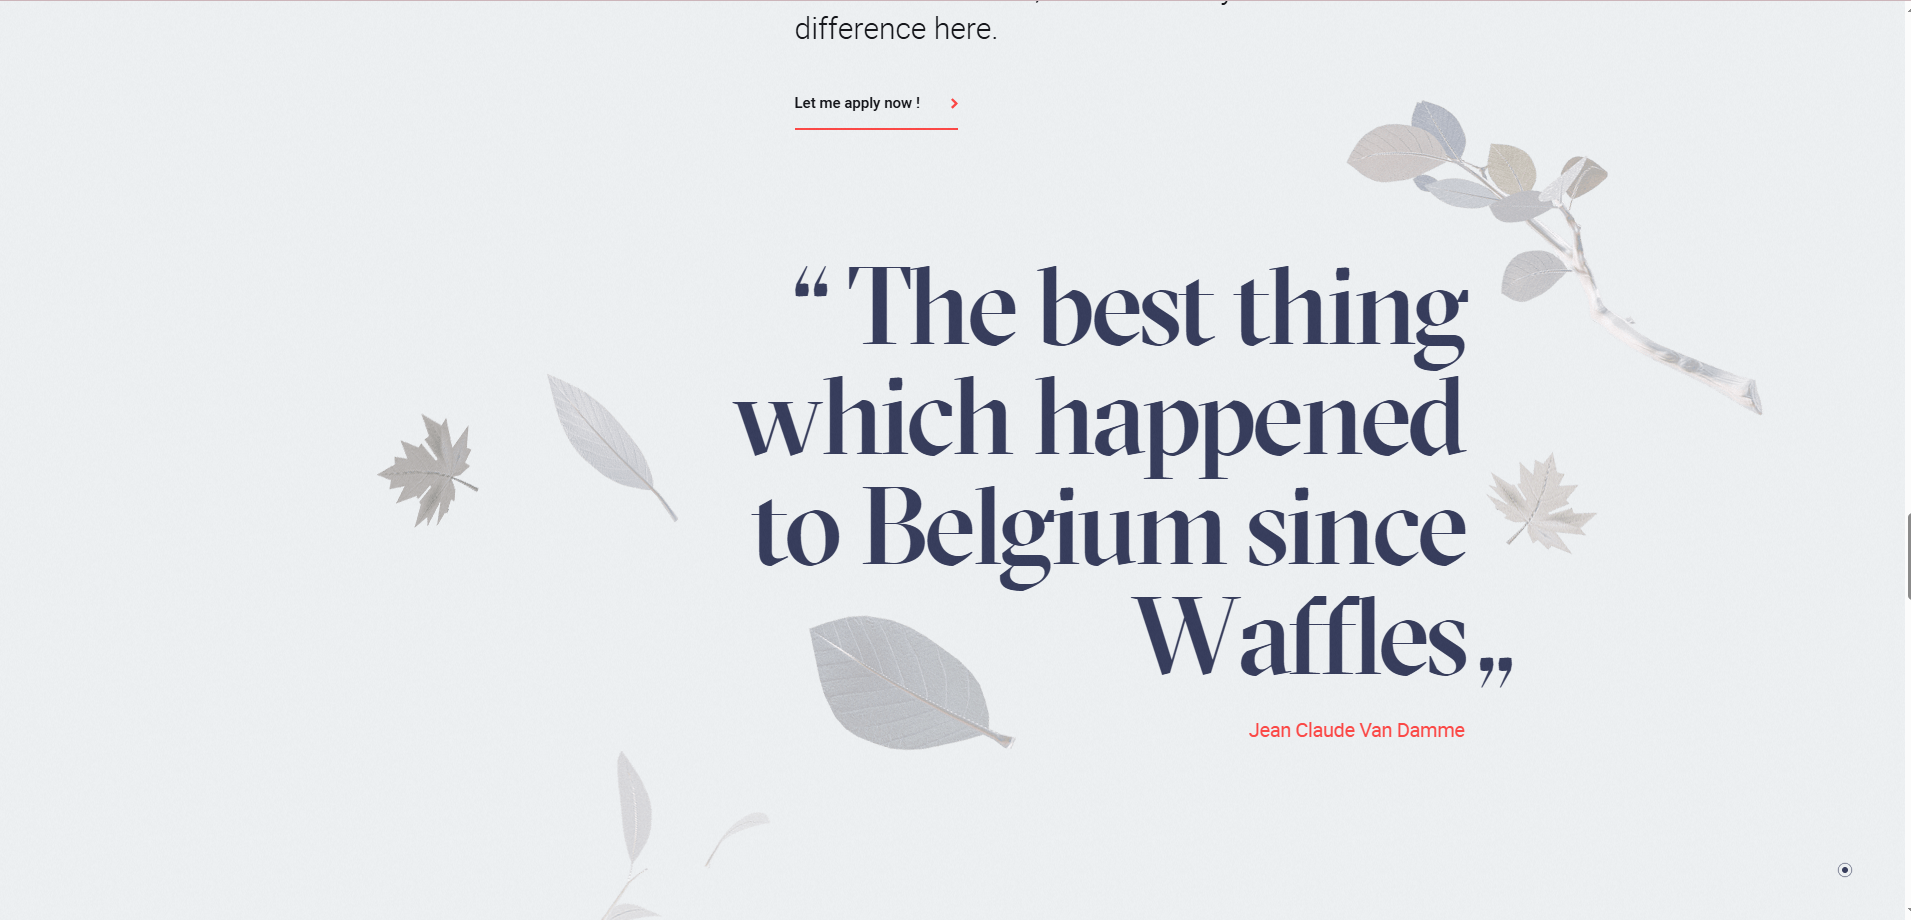 difference here.
Let me apply now !
“ The best thing
which happened
to Belgium since
Waffles „
Jean Claude Van Damme